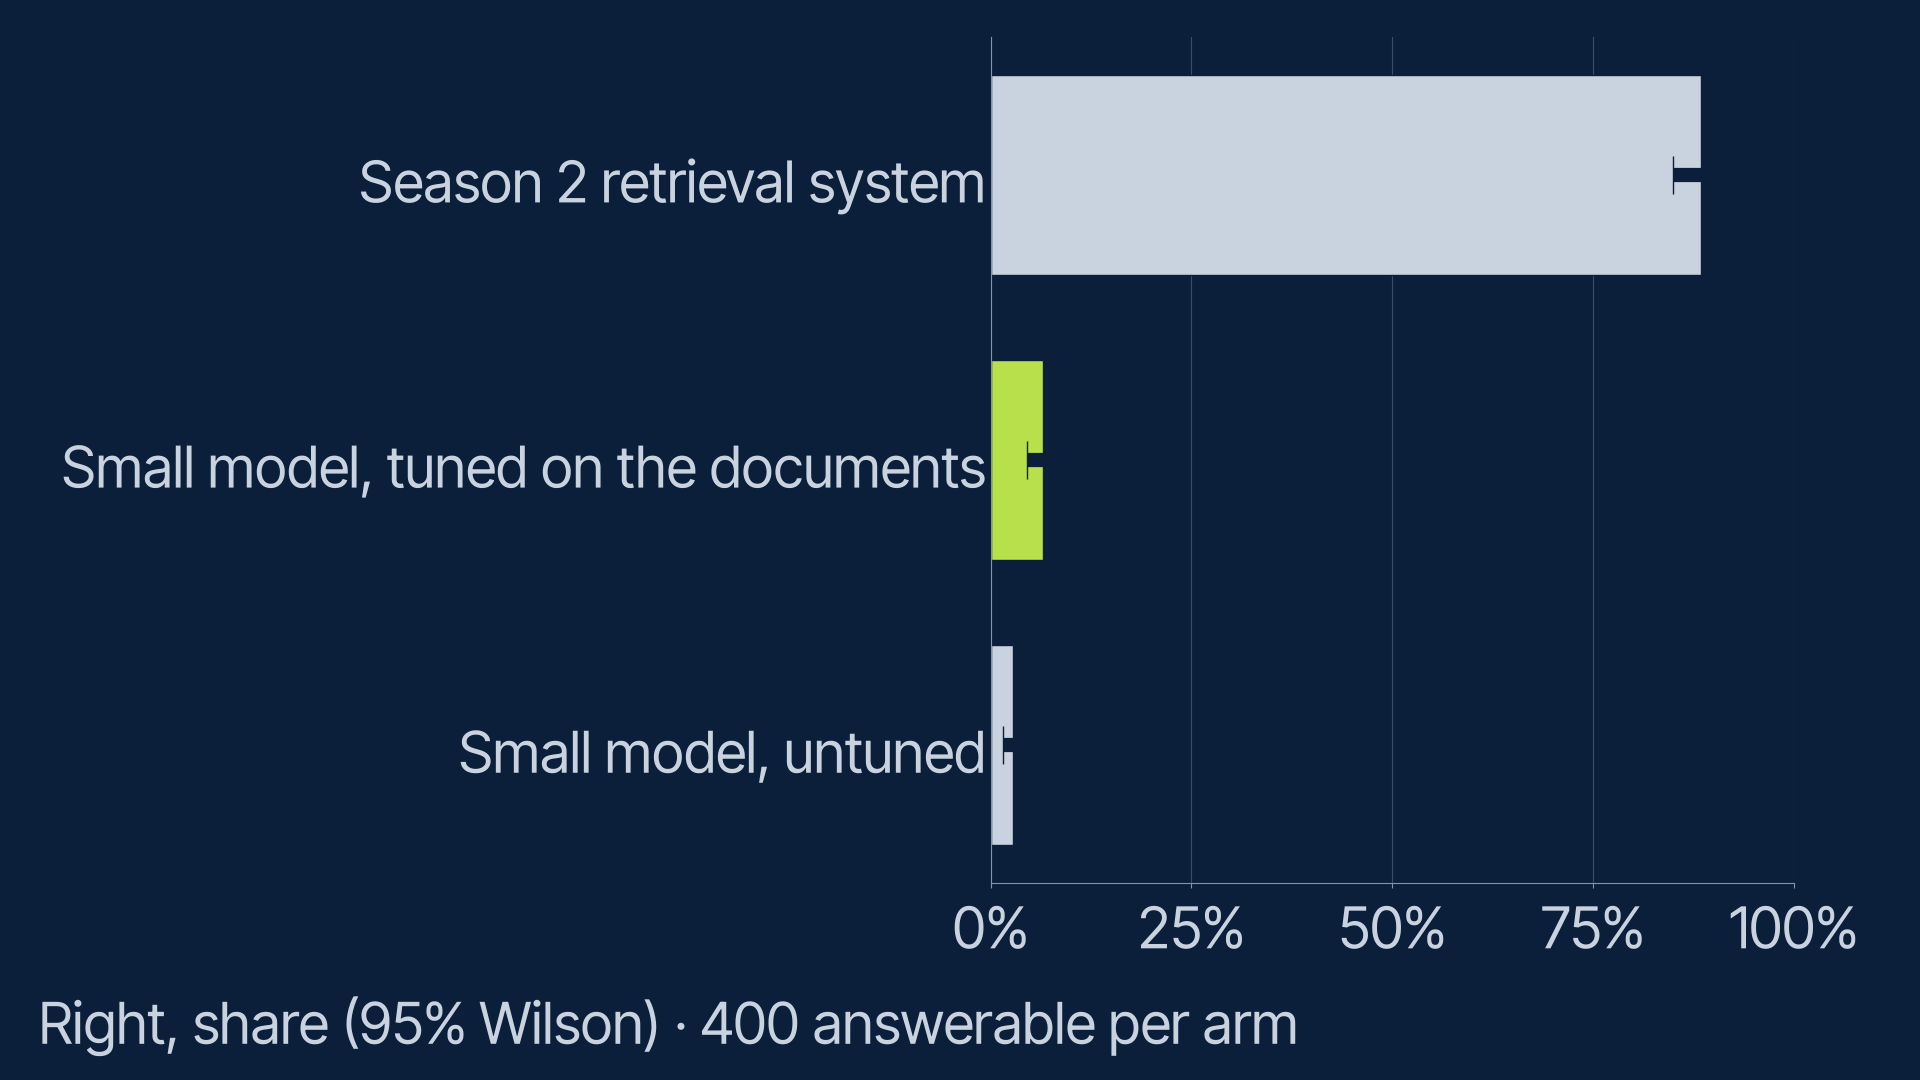 Season 2 retrieval system
Small model, tuned on the documents
Small model, untuned
0% 25% 50% 75% 100%
Right, share (95% Wilson) · 400 answerable per arm